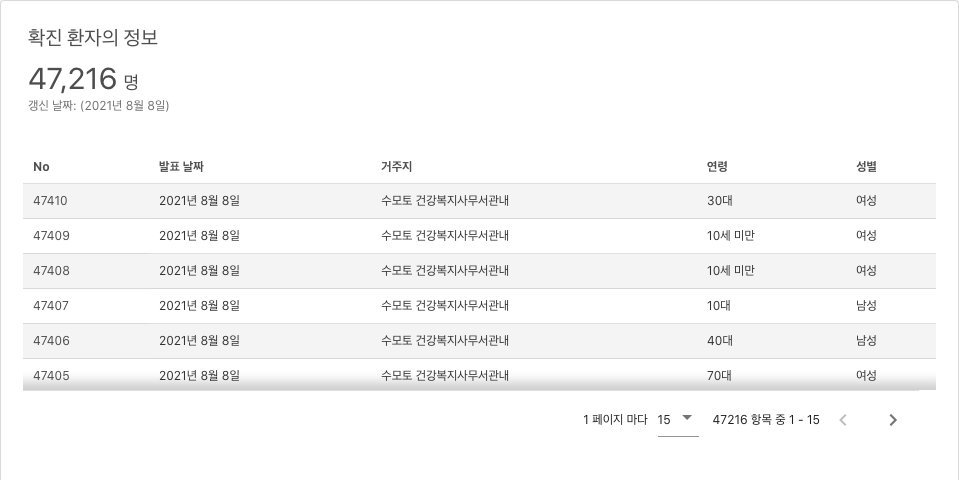 확진 환자의 정보
47,216 명
갱신 날짜: (2021년 8월 8일)
No 발표 날짜 거주지 연령 성별
47410 2021년 8월 8일 수모토 건강복지사무서관내 30대 여성
47409 2021년 8월 8일 수모토 건강복지사무서관내 10세 미만 여성
47408 2021년 8월 8일 수모토 건강복지사무서관내 10세 미만 여성
47407 2021년 8월 8일 수모토 건강복지사무서관내 10대 남성
47406 2021년 8월 8일 수모토 건강복지사무서관내 40대 남성
47405 2021년 8월 8일 수모토 건강복지사무서관내 70대 여성
1 페이지 마다 15 47216 항목 중 1 - 15